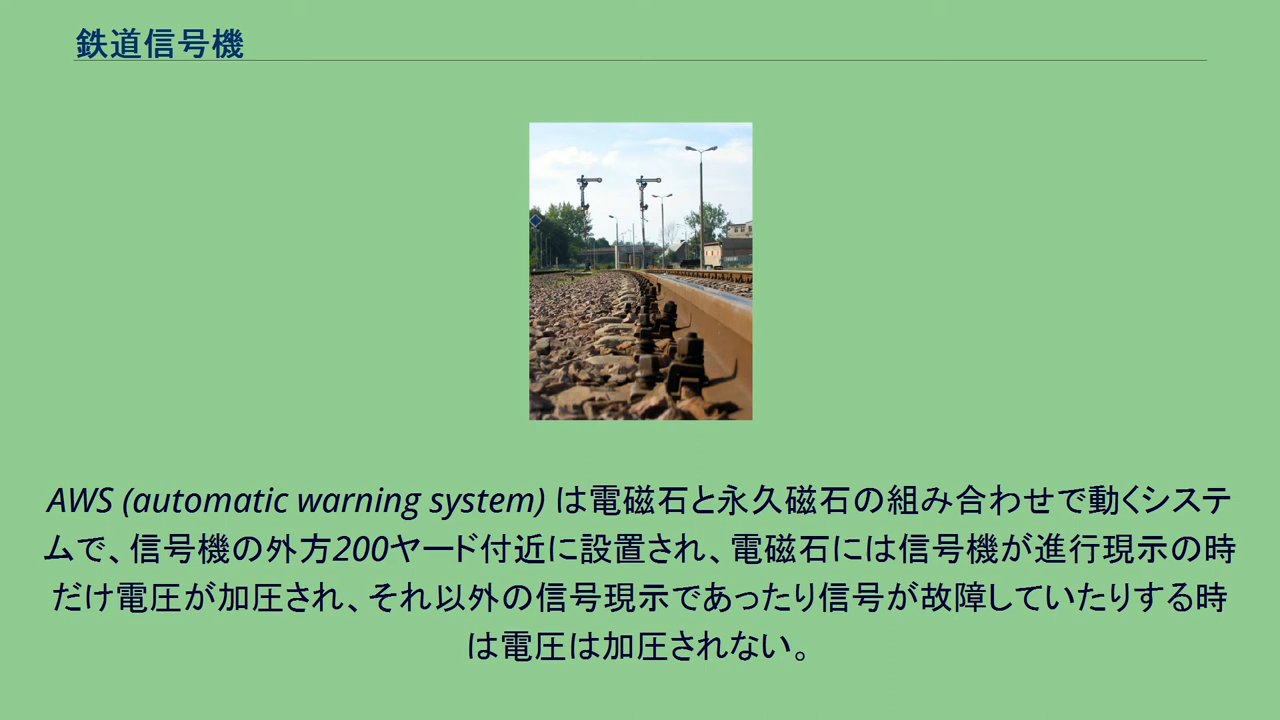 鉄道信号機
AWS (automatic warning system) は電磁石と永久磁石の組み合わせで動くシステ
ムで、信号機の外方200ヤード付近に設置され、電磁石には信号機が進行現示の時
だけ電圧が加圧され、それ以外の信号現示であったり信号が故障していたりする時
は電圧は加圧されない。